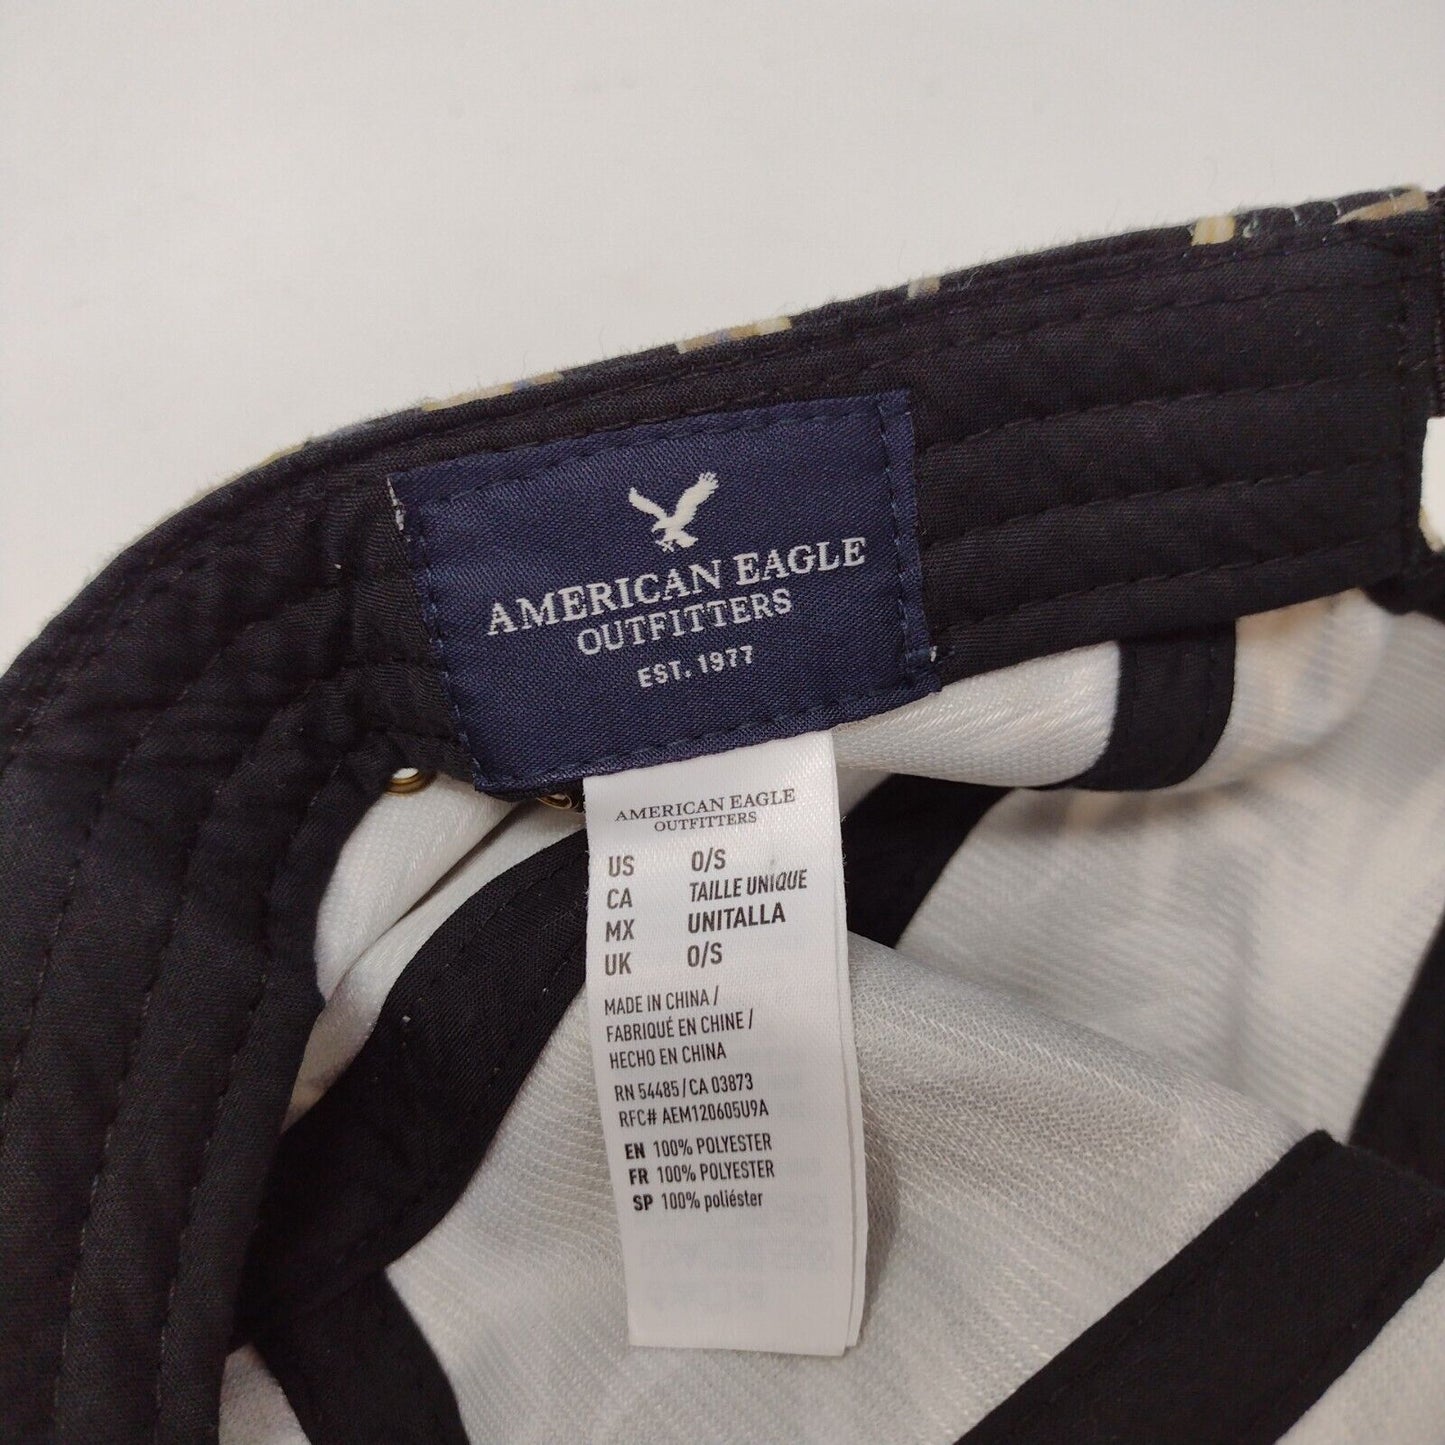 AMERICAN EAGLE
OUTFITTERS
EST. 1977
AMERICAN EAGLE
OUTFITTERS
US O/S
CA TAILLE UNIQUE
MX UNITALLA
UK O/S
MADE IN CHINA /
FABRIQUÉ EN CHINE /
HECHO EN CHINA
RN 54485/CA 03873
RFC# AEM120605U9A
EN 100% POLYESTER
FR 100% POLYESTER
SP 100% poliéster